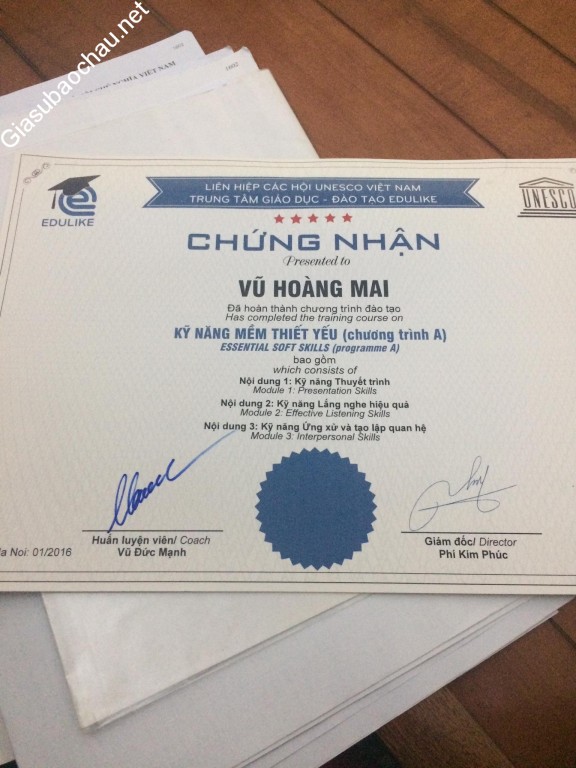 Giasubaochau.net
NGHĨA VIỆT NAM
EDULIKE
LIÊN HIỆP CÁC HỘI UNESCO VIỆT NAM
TRUNG TÂM GIÁO DỤC - ĐÀO TẠO EDULIKE
UNESCO
CHỨNG NHẬN
Presented to
VŨ HOÀNG MAI
Đã hoàn thành chương trình đào tạo
Has completed the training course on
KỸ NĂNG MỀM THIẾT YẾU (chương trình A)
ESSENTIAL SOFT SKILLS (programme A)
bao gồm
which consists of
Nội dung 1: Kỹ năng Thuyết trình
Module 1: Presentation Skills
Nội dung 2: Kỹ năng Lắng nghe hiệu quả
Module 2: Effective Listening Skills
Nội dung 3: Kỹ năng Ứng xử và tạo lập quan hệ
Module 3: Interpersonal Skills
Huấn luyện viên/ Coach
Vũ Đức Mạnh
Giám đốc/ Director
Phi Kim Phúc
Noi: 01/2016